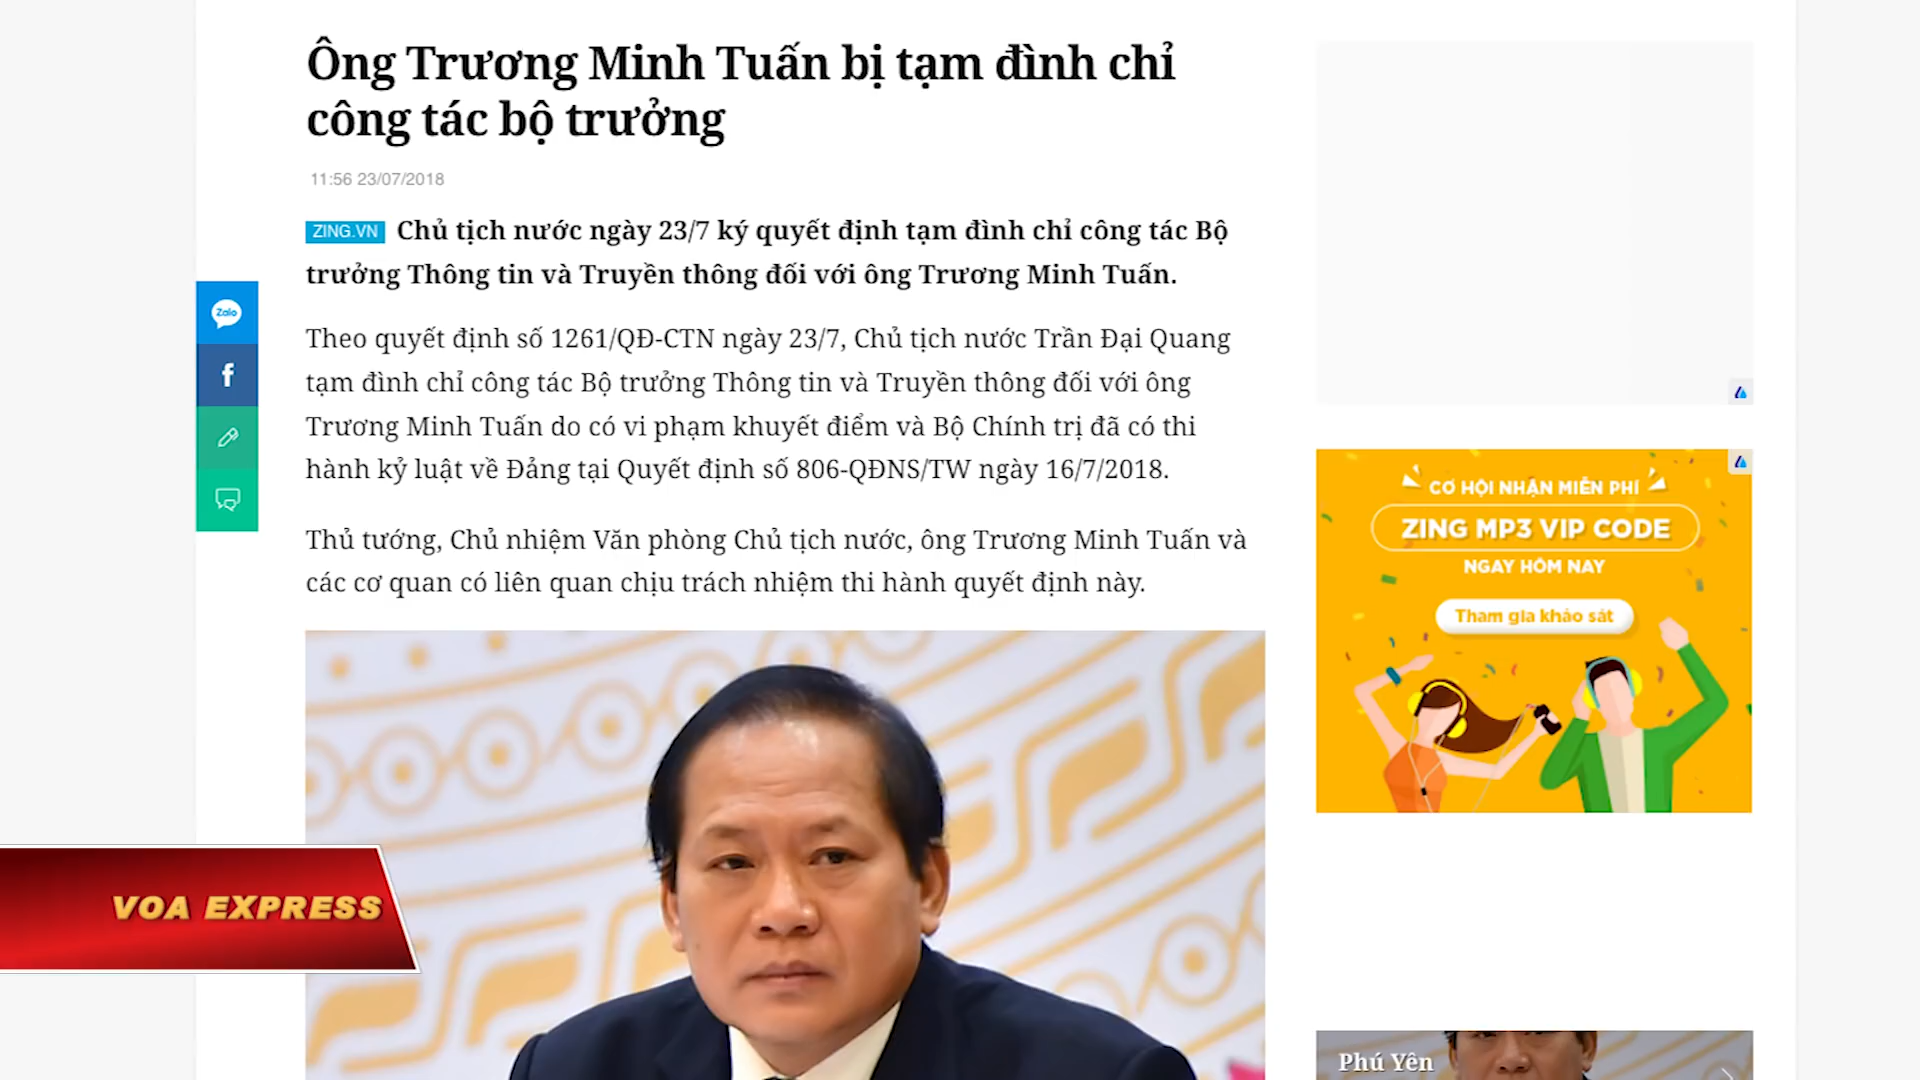 Ông Trương Minh Tuấn bị tạm đình chỉ
công tác bộ trưởng
11:56 23/07/2018
ZING.VN Chủ tịch nước ngày 23/7 ký quyết định tạm đình chỉ công tác Bộ
trưởng Thông tin và Truyền thông đối với ông Trương Minh Tuấn.
Theo quyết định số 1261/QĐ-CTN ngày 23/7, Chủ tịch nước Trần Đại Quang
tạm đình chỉ công tác Bộ trưởng Thông tin và Truyền thông đối với ông
Trương Minh Tuấn do có vi phạm khuyết điểm và Bộ Chính trị đã có thi
hành kỷ luật về Đảng tại Quyết định số 806-QĐNS/TW ngày 16/7/2018.
Thủ tướng, Chủ nhiệm Văn phòng Chủ tịch nước, ông Trương Minh Tuấn và
các cơ quan có liên quan chịu trách nhiệm thi hành quyết định này.
Zalo
f
VOA EXPRESS
CƠ HỘI NHẬN MIỄN PHÍ
ZING MP3 VIP CODE
NGAY HÔM NAY
Tham gia khảo sát
Phú Yên